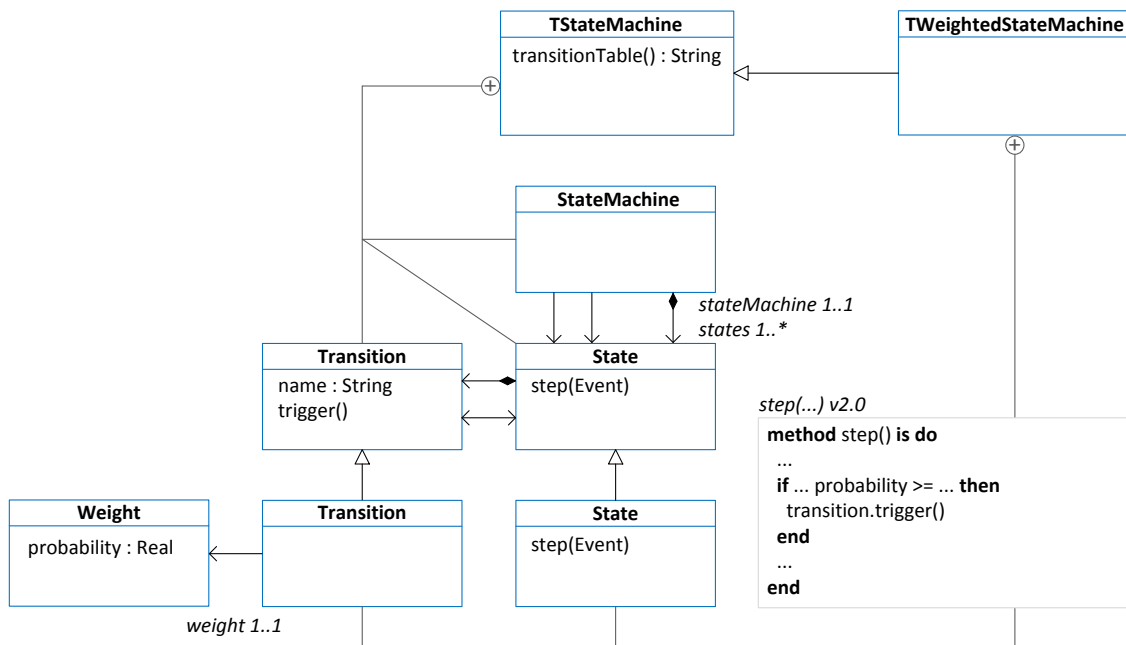 TStateMachine
transitionTable() : String
TWeightedStateMachine
StateMachine
stateMachine 1..1
states 1..*
Transition
name : String
trigger()
State
step(Event)
step(...) v2.0
method step() is do
...
if ... probability >= ... then
transition.trigger()
end
...
end
Weight
probability : Real
Transition
State
step(Event)
weight 1..1